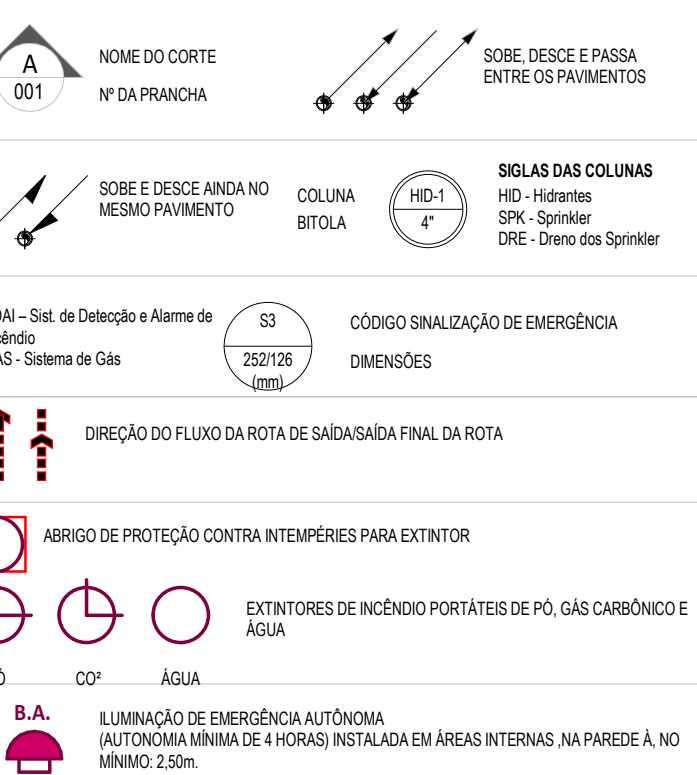 A
001
NOME DO CORTE
Nº DA PRANCHA
SOBE, DESCE E PASSA
ENTRE OS PAVIMENTOS
SOBE E DESCE AINDA NO
MESMO PAVIMENTO
COLUNA
BITOLA
HID-1
4"
SIGLAS DAS COLUNAS
HID - Hidrantes
SPK - Sprinkler
DRE - Dreno dos Sprinkler
DAI – Sist. de Detecção e Alarme de
cêndio
AS - Sistema de Gás
S3
252/126
(mm)
CÓDIGO SINALIZAÇÃO DE EMERGÊNCIA
DIMENSÕES
DIREÇÃO DO FLUXO DA ROTA DE SAÍDA/SAÍDA FINAL DA ROTA
ABRIGO DE PROTEÇÃO CONTRA INTEMPÉRIES PARA EXTINTOR
EXTINTORES DE INCÊNDIO PORTÁTEIS DE PÓ, GÁS CARBÔNICO E
ÁGUA
Ó CO² ÁGUA
B.A.
ILUMINAÇÃO DE EMERGÊNCIA AUTÔNOMA
(AUTONOMIA MÍNIMA DE 4 HORAS) INSTALADA EM ÁREAS INTERNAS ,NA PAREDE À, NO
MÍNIMO: 2,50m.